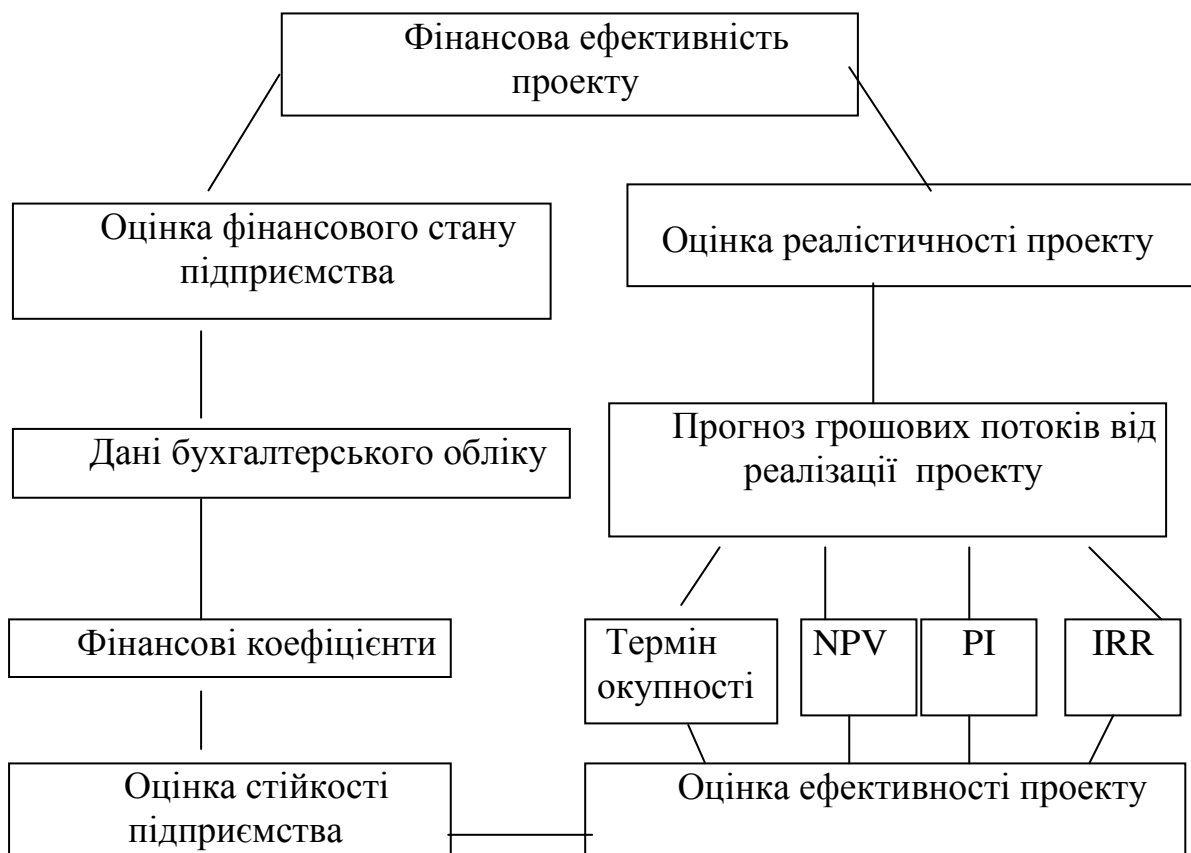 Фінансова ефективність
проекту
Оцінка фінансового стану
підприємства
Оцінка реалістичності проекту
Дані бухгалтерського обліку
Прогноз грошових потоків від
реалізації проекту
Фінансові коефіцієнти
Термін
окупності
NPV
PI
IRR
Оцінка стійкості
підприємства
Оцінка ефективності проекту